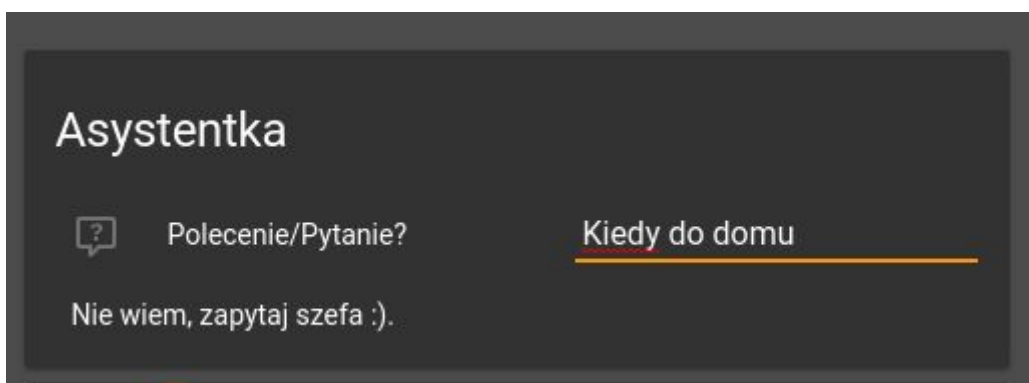 Asystentka
Polecenie/Pytanie? Kiedy do domu
Nie wiem, zapytaj szefa :).